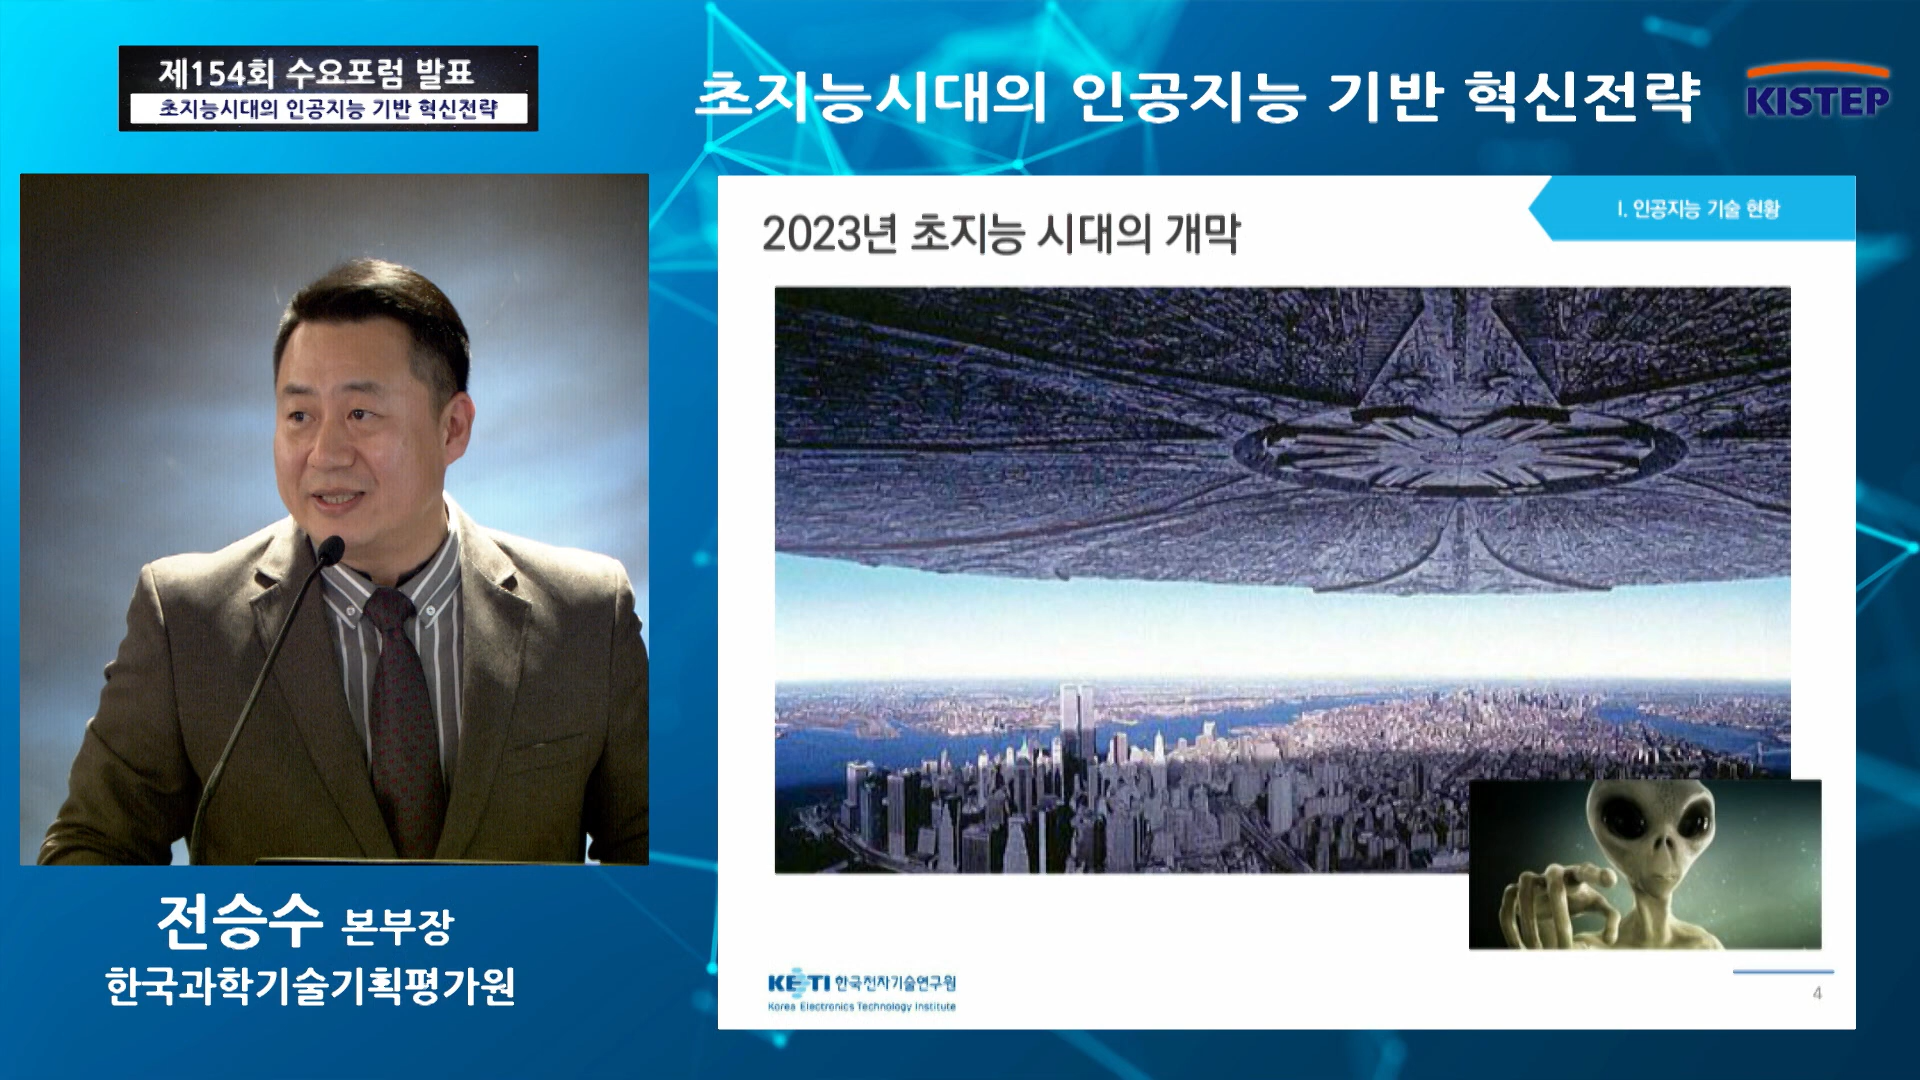 제154회 수요포럼 발표
초지능시대의 인공지능 기반 혁신전략
초지능시대의 인공지능 기반 혁신전략
KISTEP
I. 인공지능 기술 현황
2023년 초지능 시대의 개막
전승수 본부장
한국과학기술기획평가원
KETI 한국전자기술연구원
Korea Electronics Technology Institute
4